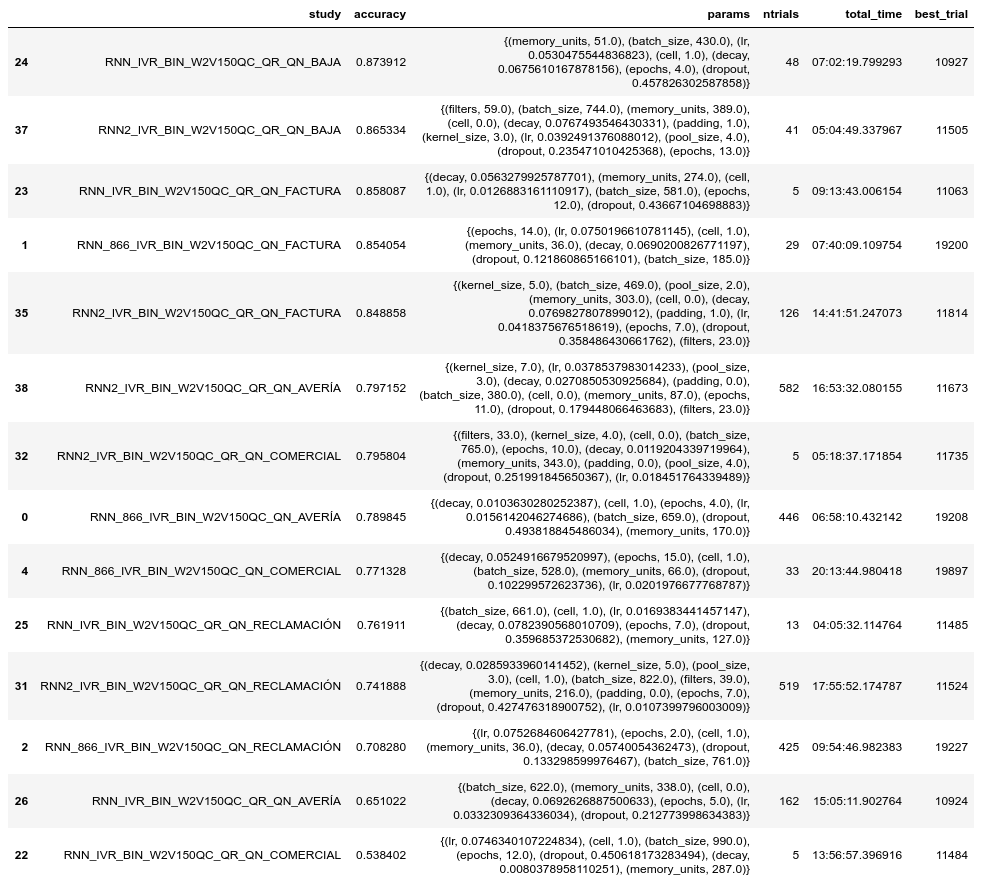 study accuracy params ntrials total_time best_trial
{(memory_units, 51.0), (batch_size, 430.0), (lr,
24 RNN_IVR_BIN_W2V150QC_QR_QN_BAJA 0.873912 0.0530475544836823), (cell, 1.0), (decay, 48 07:02:19.799293 10927
0.0675610167878156), (epochs, 4.0), (dropout,
0.457826302587858)}
{(filters, 59.0), (batch_size, 744.0), (memory_units, 389.0),
37 RNN2_IVR_BIN_W2V150QC_QR_QN_BAJA 0.865334 (cell, 0.0), (decay, 0.0767493546430331), (padding, 1.0), 41 05:04:49.337967 11505
(kernel_size, 3.0), (lr, 0.0392491376088012), (pool_size, 4.0),
(dropout, 0.235471010425368), (epochs, 13.0)}
{(decay, 0.0563279925787701), (memory_units, 274.0), (cell,
23 RNN_IVR_BIN_W2V150QC_QR_QN_FACTURA 0.858087 1.0), (lr, 0.0126883161110917), (batch_size, 581.0), (epochs, 5 09:13:43.006154 11063
12.0), (dropout, 0.43667104698883)}
{(epochs, 14.0), (lr, 0.0750196610781145), (cell, 1.0),
1 RNN_866_IVR_BIN_W2V150QC_QN_FACTURA 0.854054 (memory_units, 36.0), (decay, 0.0690200826771197), 29 07:40:09.109754 19200
(dropout, 0.121860865166101), (batch_size, 185.0)}
{(kernel_size, 5.0), (batch_size, 469.0), (pool_size, 2.0),
(memory_units, 303.0), (cell, 0.0), (decay,
35 RNN2_IVR_BIN_W2V150QC_QR_QN_FACTURA 0.848858 0.0769827807899012), (padding, 1.0), (lr, 126 14:41:51.247073 11814
0.0418375676518619), (epochs, 7.0), (dropout,
0.358486430661762), (filters, 23.0)}
{(kernel_size, 7.0), (lr, 0.0378537983014233), (pool_size,
38 RNN2_IVR_BIN_W2V150QC_QR_QN_AVERÍA 0.797152 3.0), (decay, 0.0270850530925684), (padding, 0.0), 582 16:53:32.080155 11673
(batch_size, 380.0), (cell, 0.0), (memory_units, 87.0), (epochs,
11.0), (dropout, 0.179448066463683), (filters, 23.0)}
{(filters, 33.0), (kernel_size, 4.0), (cell, 0.0), (batch_size,
32 RNN2_IVR_BIN_W2V150QC_QR_QN_COMERCIAL 0.795804 765.0), (epochs, 10.0), (decay, 0.0119204339719964), 5 05:18:37.171854 11735
(memory_units, 343.0), (padding, 0.0), (pool_size, 4.0),
(dropout, 0.251991845650367), (lr, 0.018451764339489)}
{(decay, 0.0103630280252387), (cell, 1.0), (epochs, 4.0), (lr,
0 RNN_866_IVR_BIN_W2V150QC_QN_AVERÍA 0.789845 0.0156142046274686), (batch_size, 659.0), (dropout, 446 06:58:10.432142 19208
0.493818845486034), (memory_units, 170.0)}
{(decay, 0.0524916679520997), (epochs, 15.0), (cell, 1.0),
4 RNN_866_IVR_BIN_W2V150QC_QN_COMERCIAL 0.771328 (batch_size, 528.0), (memory_units, 66.0), (dropout, 33 20:13:44.980418 19897
0.102299572623736), (lr, 0.0201976677768787)}
{(batch_size, 661.0), (cell, 1.0), (lr, 0.0169383441457147),
25 RNN_IVR_BIN_W2V150QC_QR_QN_RECLAMACIÓN 0.761911 (decay, 0.0782390568010709), (epochs, 7.0), (dropout, 13 04:05:32.114764 11485
0.359685372530682), (memory_units, 127.0)}
{(decay, 0.0285933960141452), (kernel_size, 5.0), (pool_size,
31 RNN2_IVR_BIN_W2V150QC_QR_QN_RECLAMACIÓN 0.741888 3.0), (cell, 1.0), (batch_size, 822.0), (filters, 39.0), 519 17:55:52.174787 11524
(memory_units, 216.0), (padding, 0.0), (epochs, 7.0),
(dropout, 0.427476318900752), (lr, 0.0107399796003009)}
{(lr, 0.0752684606427781), (epochs, 2.0), (cell, 1.0),
2 RNN_866_IVR_BIN_W2V150QC_QN_RECLAMACIÓN 0.708280 (memory_units, 36.0), (decay, 0.05740054362473), (dropout, 425 09:54:46.982383 19227
0.133298599976467), (batch_size, 761.0)}
{(batch_size, 622.0), (memory_units, 338.0), (cell, 0.0),
26 RNN_IVR_BIN_W2V150QC_QR_QN_AVERÍA 0.651022 (decay, 0.0692626887500633), (epochs, 5.0), (lr, 162 15:05:11.902764 10924
0.0332309364336034), (dropout, 0.212773998634383)}
{(lr, 0.0746340107224834), (cell, 1.0), (batch_size, 990.0),
22 RNN_IVR_BIN_W2V150QC_QR_QN_COMERCIAL 0.538402 (epochs, 12.0), (dropout, 0.450618173283494), (decay, 5 13:56:57.396916 11484
0.0080378958110251), (memory_units, 287.0)}